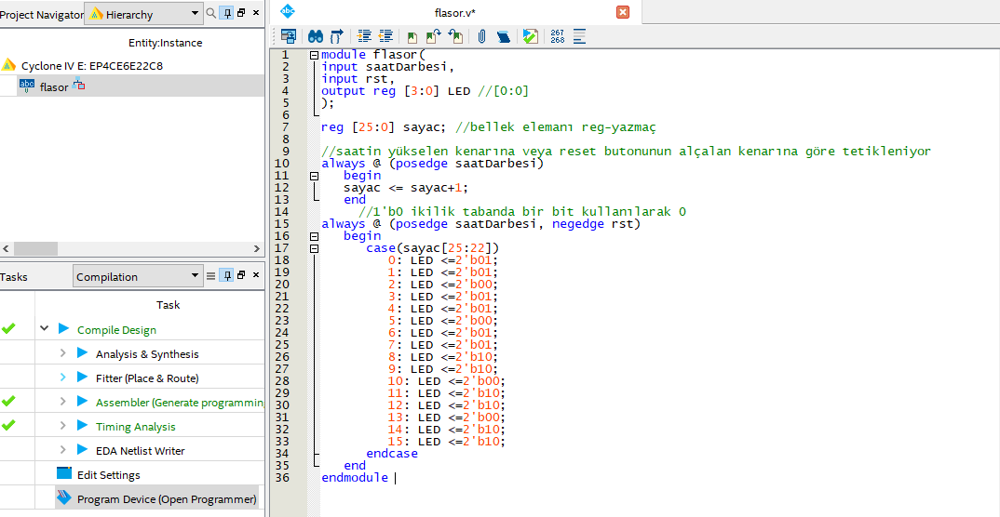 Project Navigator Hierarchy
Entity:Instance
Cyclone IV E: EP4CE6E22C8
abc flasor
Tasks Compilation
Task
Compile Design
Analysis & Synthesis
Fitter (Place & Route)
Assembler (Generate programmin
Timing Analysis
EDA Netlist Writer
Edit Settings
Program Device (Open Programmer)
abc flasor.v*
267
268
1 module flasor(
2 input saatDarbesi,
3 input rst,
4 output reg [3:0] LED //[0:0]
5 );
6
7 reg [25:0] sayac; //bellek elemanı reg-yazmaç
8
9 //saatin yükselen kenarına veya reset butonunun alçalan kenarına göre tetikleniyor
10 always @ (posedge saatDarbesi)
11 begin
12 sayac <= sayac+1;
13 end
14 //1'b0 ikilik tabanda bir bit kullanılarak 0
15 always @ (posedge saatDarbesi, negedge rst)
16 begin
17 case(sayac[25:22])
18 0: LED <=2'b01;
19 1: LED <=2'b01;
20 2: LED <=2'b00;
21 3: LED <=2'b01;
22 4: LED <=2'b01;
23 5: LED <=2'b00;
24 6: LED <=2'b01;
25 7: LED <=2'b01;
26 8: LED <=2'b10;
27 9: LED <=2'b10;
28 10: LED <=2'b00;
29 11: LED <=2'b10;
30 12: LED <=2'b10;
31 13: LED <=2'b00;
32 14: LED <=2'b10;
33 15: LED <=2'b10;
34 endcase
35 end
36 endmodule